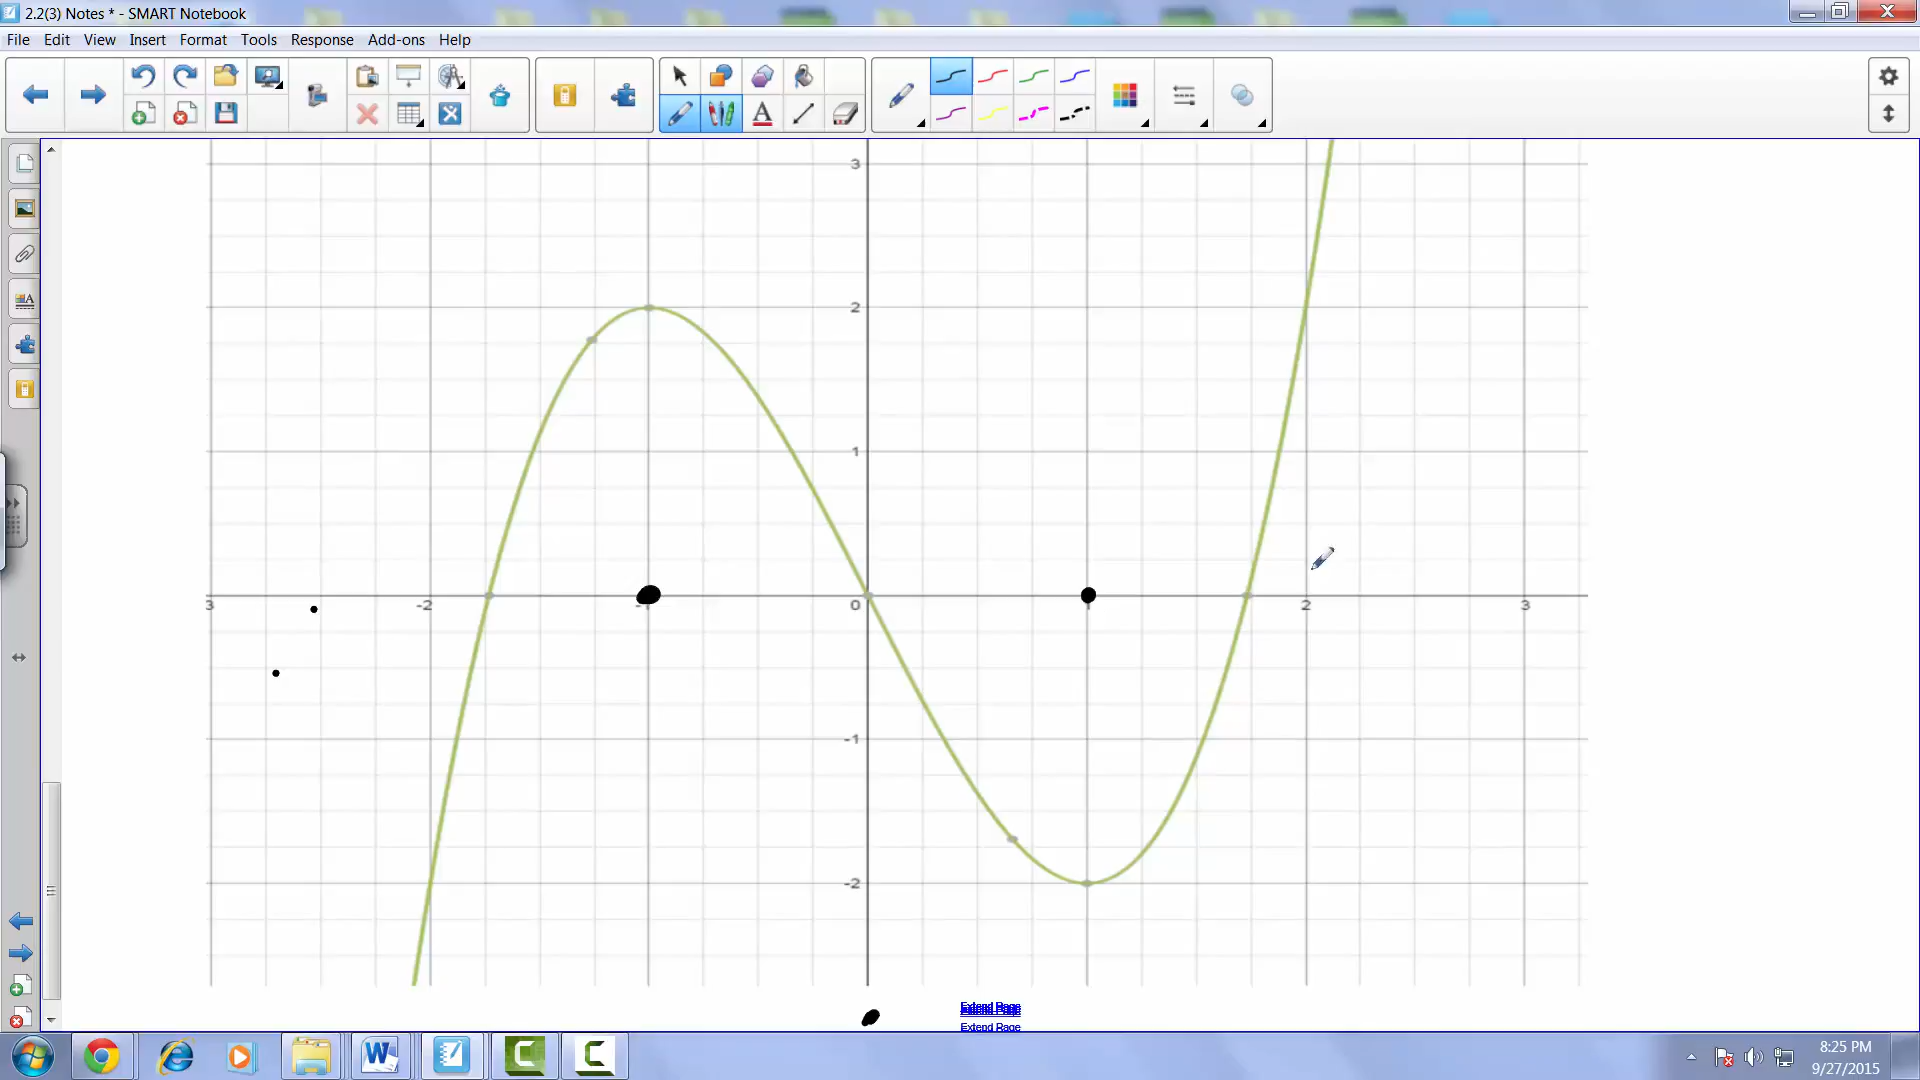 2.2(3) Notes * - SMART Notebook
File Edit View Insert Format Tools Response Add-ons Help
3
2
1
3 -2 0 2 3
-1
-2
Extend Page
Extend Page
8:25 PM
9/27/2015